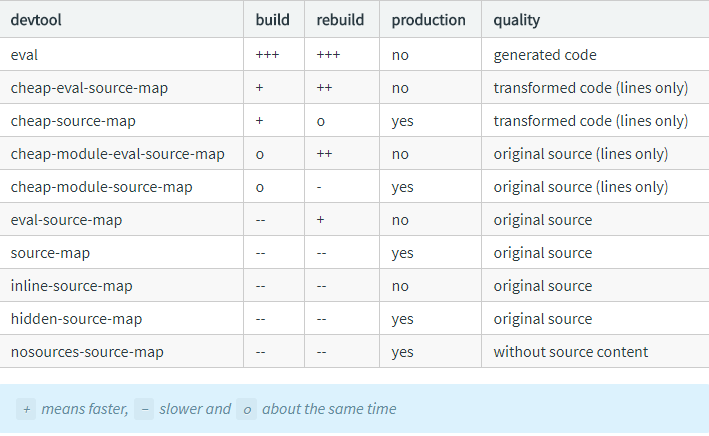 devtool build rebuild production quality
eval +++ +++ no generated code
cheap-eval-source-map + ++ no transformed code (lines only)
cheap-source-map + o yes transformed code (lines only)
cheap-module-eval-source-map o ++ no original source (lines only)
cheap-module-source-map o - yes original source (lines only)
eval-source-map -- + no original source
source-map -- -- yes original source
inline-source-map -- -- no original source
hidden-source-map -- -- yes original source
nosources-source-map -- -- yes without source content
+ means faster, - slower and o about the same time